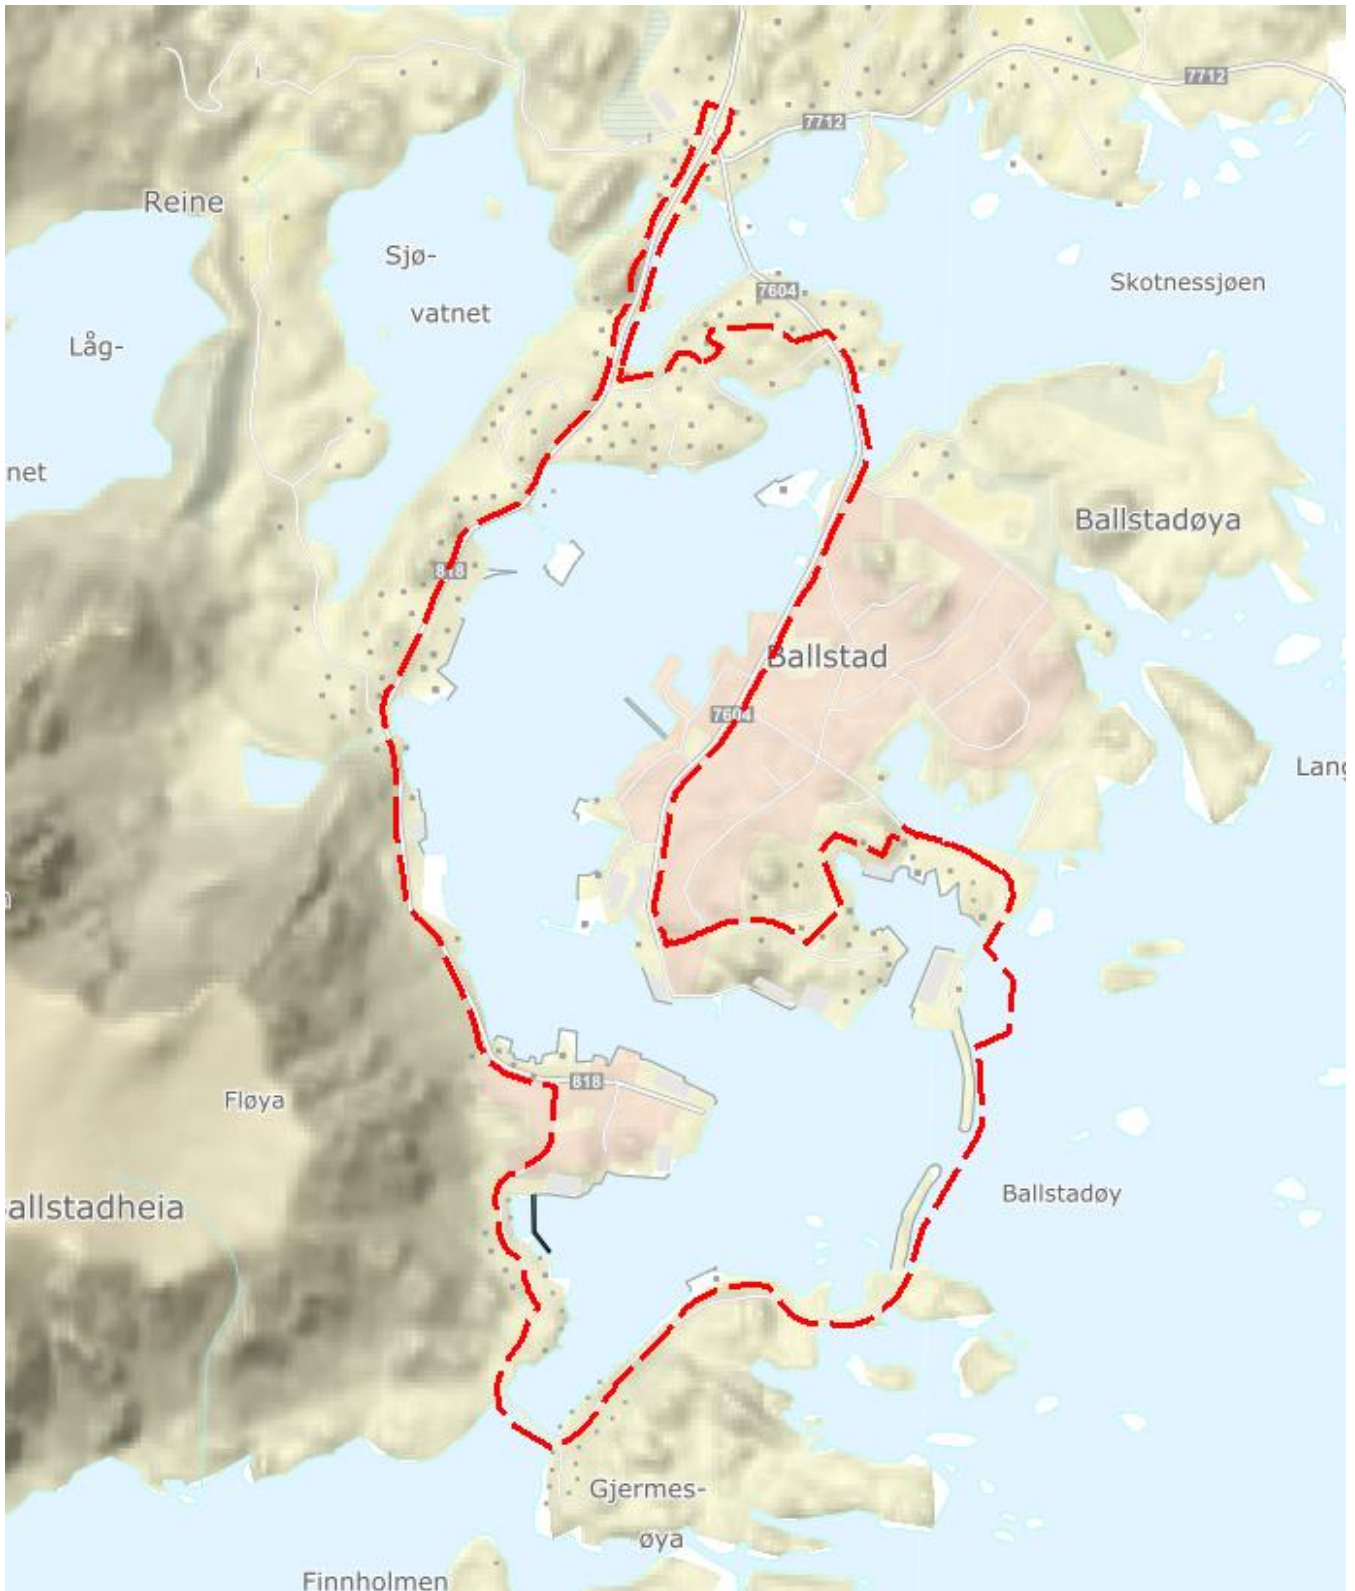 7712
7712
Reine
Sjø-
vatnet
Skotnessjøen
7604
Låg-
net
Ballstadøya
818
Ballstad
7604
Lang
818
Fløya
Ballstadøy
allstadheia
Gjermes-
øya
Finnholmen